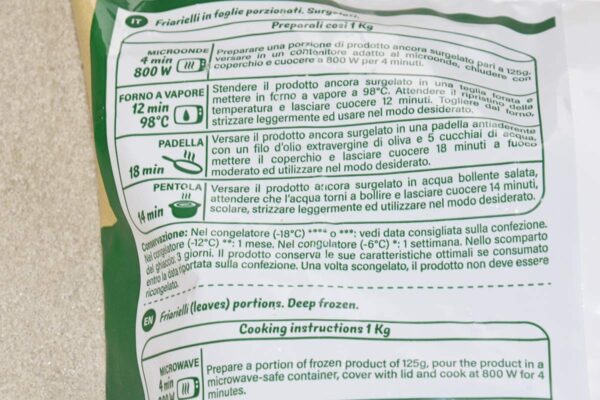 IT Friarielli in foglie porzionati. Surgelati.
Preparali così 1 Kg
MICROONDE
4 min
800 W
Preparare una porzione di prodotto ancora surgelato pari a 125g,
versare in un contenitore adatto al microonde, chiudere con
coperchio e cuocere a 800 W per 4 minuti.
FORNO A VAPORE
12 min
98°C
Stendere il prodotto ancora surgelato in una teglia forata e
mettere in forno a vapore a 98°C. Attendere il ripristino della
temperatura e lasciare cuocere 12 minuti. Togliere dal forno,
strizzare leggermente ed usare nel modo desiderato.
PADELLA
18 min
Versare il prodotto ancora surgelato in una padella antiaderente
con un filo d'olio extravergine di oliva e 5 cucchiai di acqua,
mettere il coperchio e lasciare cuocere 18 minuti a fuoco
moderato ed utilizzare nel modo desiderato.
PENTOLA
14 min
Versare il prodotto ancora surgelato in acqua bollente salata,
attendere che l'acqua torni a bollire e lasciare cuocere 14 minuti,
scolare, strizzare leggermente ed utilizzare nel modo desiderato.
Conservazione: Nel congelatore (-18°C) **** o ***: vedi data consigliata sulla confezione.
Nel congelatore (-12°C) **: 1 mese. Nel congelatore (-6°C) *: 1 settimana. Nello scomparto
del ghiaccio: 3 giorni. Il prodotto conserva le sue caratteristiche ottimali se consumato
entro la data riportata sulla confezione. Una volta scongelato, il prodotto non deve essere
ricongelato.
EN Friarielli (leaves) portions. Deep frozen.
Cooking instructions 1 Kg
MICROWAVE
4 min
800 W
Prepare a portion of frozen product of 125g, pour the product in a
microwave-safe container, cover with lid and cook at 800 W for 4
minutes.